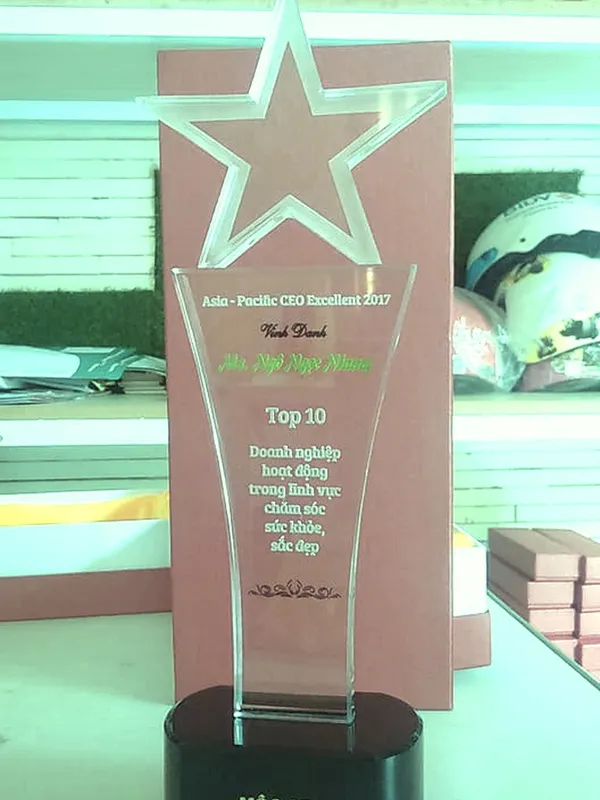 Asia - Pacific CEO Excellent 2017
Vinh Danh
Ms. Ngô Ngọc Nhung
Top 10
Doanh nghiệp
hoạt động
trong lĩnh vực
chăm sóc
sức khỏe,
sắc đẹp